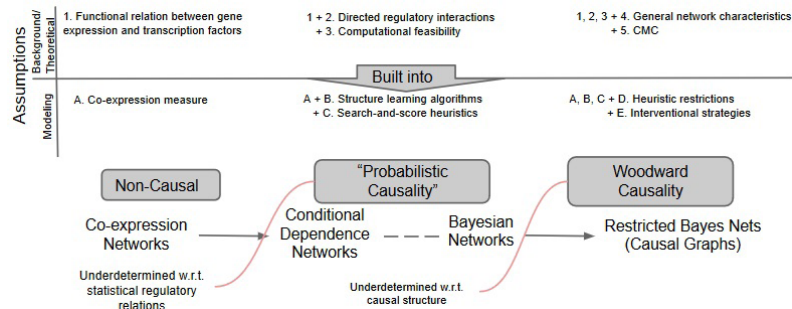 1. Functional relation between gene
expression and transcription factors
1 + 2. Directed regulatory interactions
+ 3. Computational feasibility
1, 2, 3 + 4. General network characteristics
+ 5. CMC
Assumptions
Background/
Theoretical
Built into
Modeling
A. Co-expression measure
A + B. Structure learning algorithms
+ C. Search-and-score heuristics
A, B, C + D. Heuristic restrictions
+ E. Interventional strategies
Non-Causal
“Probabilistic
Causality”
Woodward
Causality
Co-expression
Networks
Conditional
Dependence
Networks
Bayesian
Networks
Restricted Bayes Nets
(Causal Graphs)
Underdetermined w.r.t.
statistical regulatory
relations
Underdetermined w.r.t.
causal structure